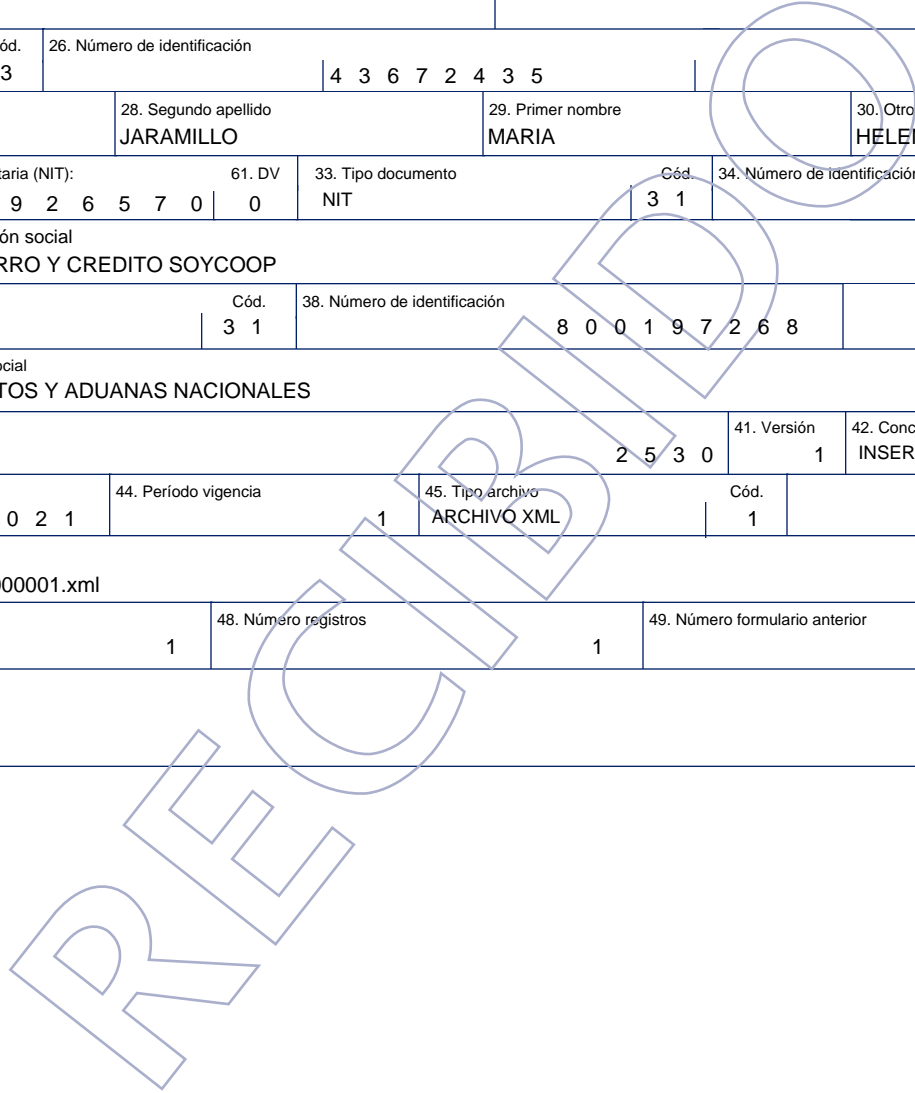 ód. 26. Número de identificación
3 4 3 6 7 2 4 3 5
28. Segundo apellido 29. Primer nombre 30. Otro
JARAMILLO MARIA HELEN
taria (NIT): 61. DV 33. Tipo documento Cód. 34. Número de identificación
9 2 6 5 7 0 0 NIT 3 1
ón social
RRO Y CREDITO SOYCOOP
Cód. 38. Número de identificación
3 1 8 0 0 1 9 7 2 6 8
ocial
TOS Y ADUANAS NACIONALES
41. Versión 42. Conc
2 5 3 0 1 INSER
44. Período vigencia 45. Tipo archivo Cód.
0 2 1 1 ARCHIVO XML 1
000001.xml
48. Número registros 49. Número formulario anterior
1 1
RECIBIDO